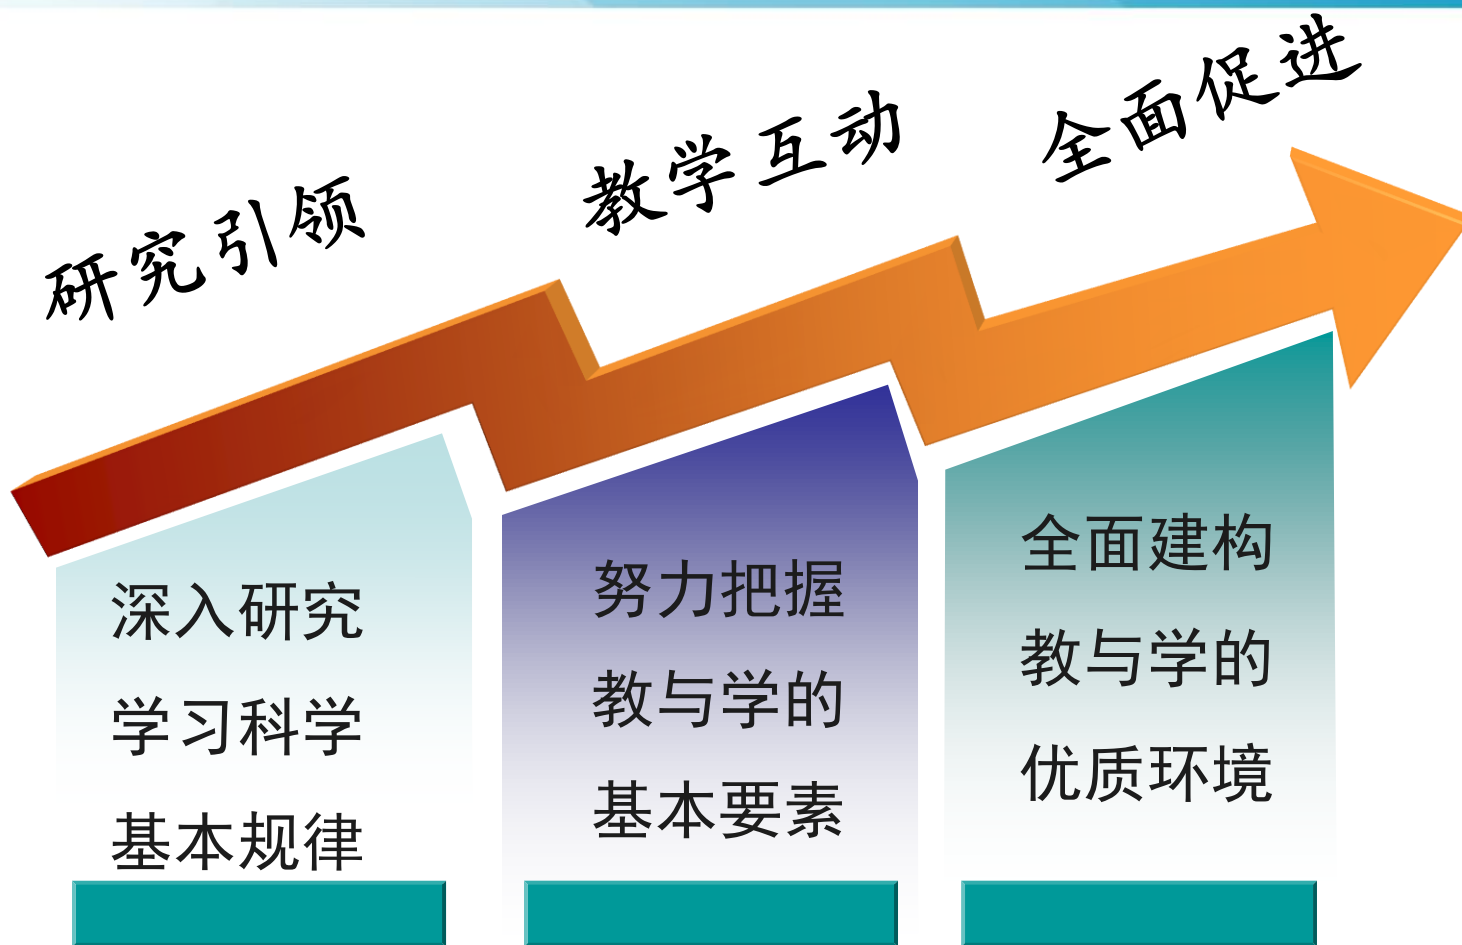 研究引领
教学互动
全面促进
深入研究
学习科学
基本规律
努力把握
教与学的
基本要素
全面建构
教与学的
优质环境